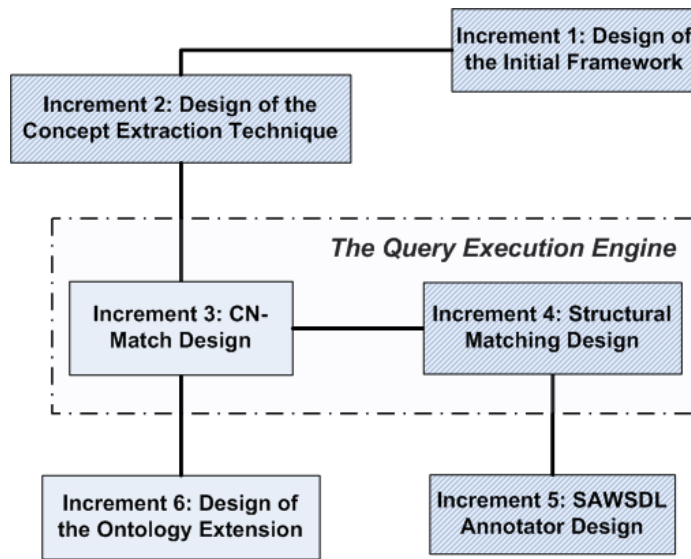 Increment 1: Design of
the Initial Framework
Increment 2: Design of the
Concept Extraction Technique
The Query Execution Engine
Increment 3: CN-
Match Design
Increment 4: Structural
Matching Design
Increment 6: Design of
the Ontology Extension
Increment 5: SAWSDL
Annotator Design